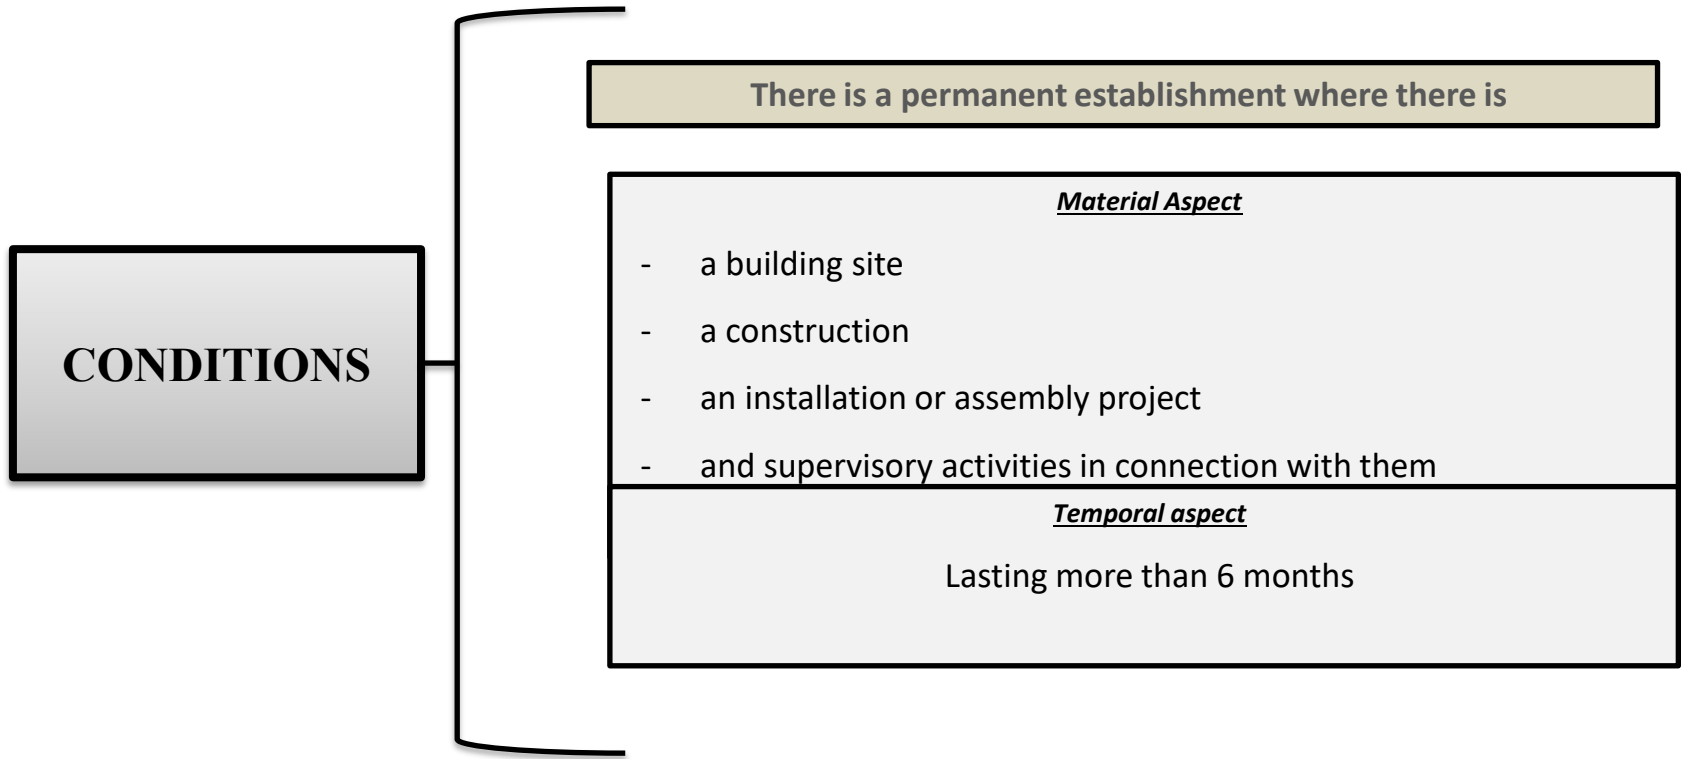 CONDITIONS
There is a permanent establishment where there is
Material Aspect
- a building site
- a construction
- an installation or assembly project
- and supervisory activities in connection with them
Temporal aspect
Lasting more than 6 months